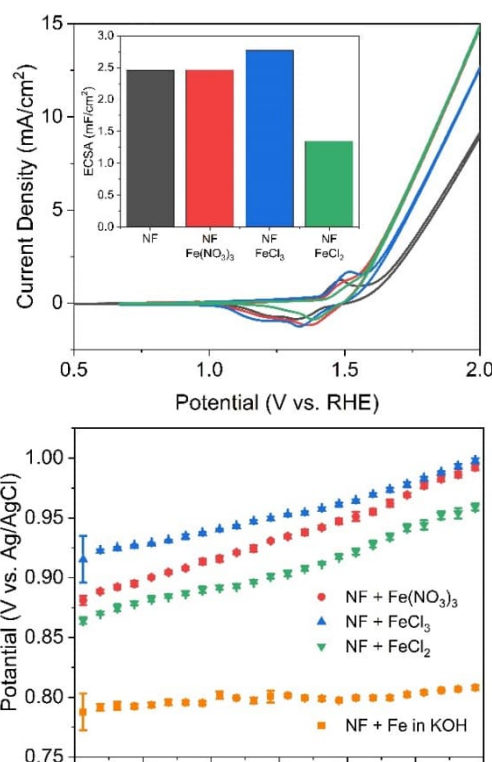 15
10
5
0
Current Density (mA/cm²)
3.0
2.5
2.0
1.5
1.0
0.5
0.0
ECSA (mF/cm²)
NF NF NF NF
Fe(NO₃)₃ FeCl₃ FeCl₂
0.5 1.0 1.5 2.0
Potential (V vs. RHE)
1.00
0.95
0.90
0.85
0.80
0.75
Potantial (V vs. Ag/AgCl)
NF + Fe(NO₃)₃
NF + FeCl₃
NF + FeCl₂
NF + Fe in KOH